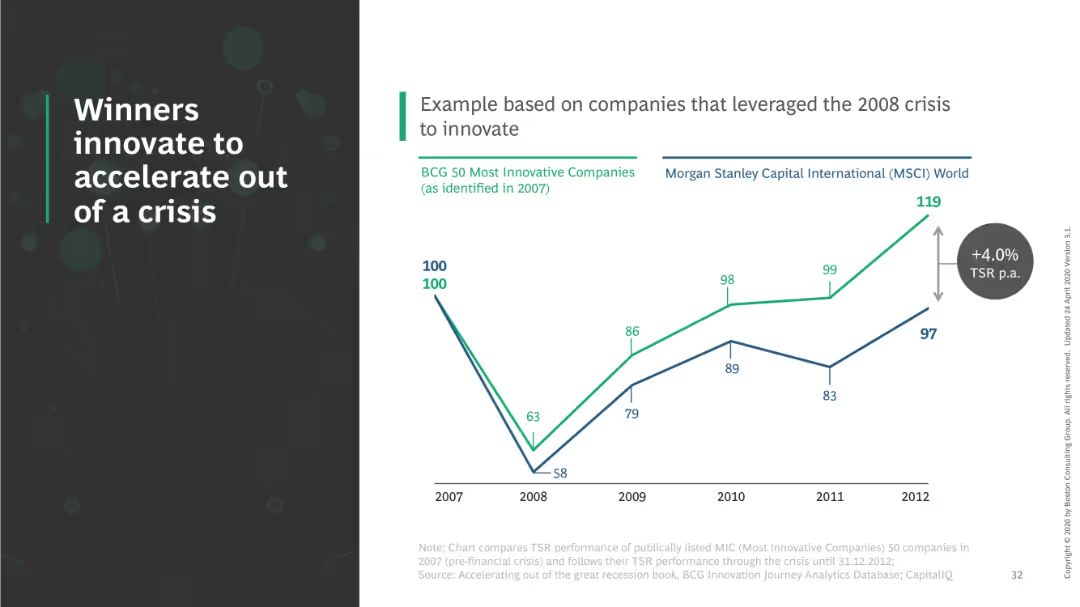 Winners
innovate to
accelerate out
of a crisis
Example based on companies that leveraged the 2008 crisis
to innovate
BCG 50 Most Innovative Companies
(as identified in 2007)
Morgan Stanley Capital International (MSCI) World
119
+4.0%
TSR p.a.
100
100
98
99
97
86
89
83
79
63
58
2007
2008
2009
2010
2011
2012
Note; Chart compares TSR performance of publically listed MIC (Most Innovative Companies) 50 companies in
2007 (pre-financial crisis) and follows their TSR performance through the crisis until 31.12.2012;
Source: Accelerating out of the great recession book, BCG Innovation Journey Analytics Database; CapitalIQ
32
Copyright © 2020 by Boston Consulting Group. All rights reserved. Updated 24 April 2020 Version 3.1.